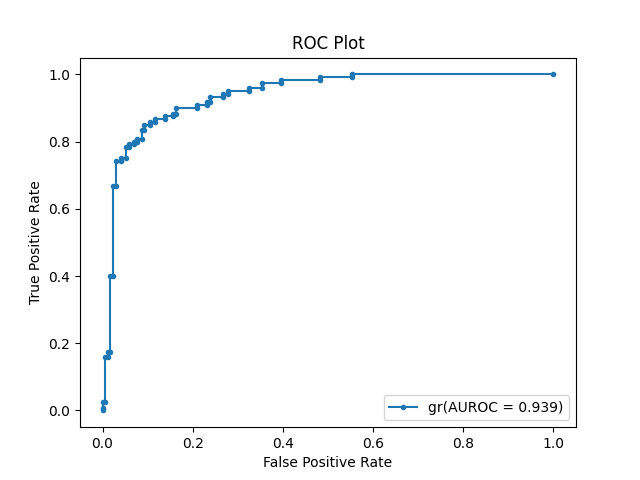 ROC Plot
1.0
0.8
0.6
0.4
0.2
0.0
True Positive Rate
gr(AUROC = 0.939)
0.0 0.2 0.4 0.6 0.8 1.0
False Positive Rate